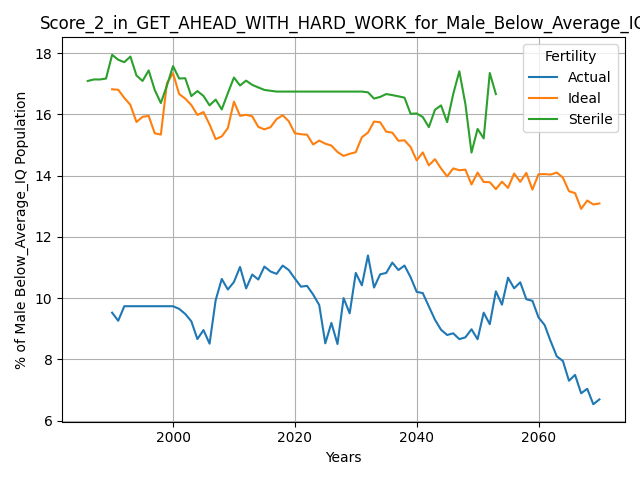 Score_2_in_GET_AHEAD_WITH_HARD_WORK_for_Male_Below_Average_IQ
Fertility
Actual
Ideal
Sterile
% of Male Below_Average_IQ Population
18
16
14
12
10
8
6
2000 2020 2040 2060
Years